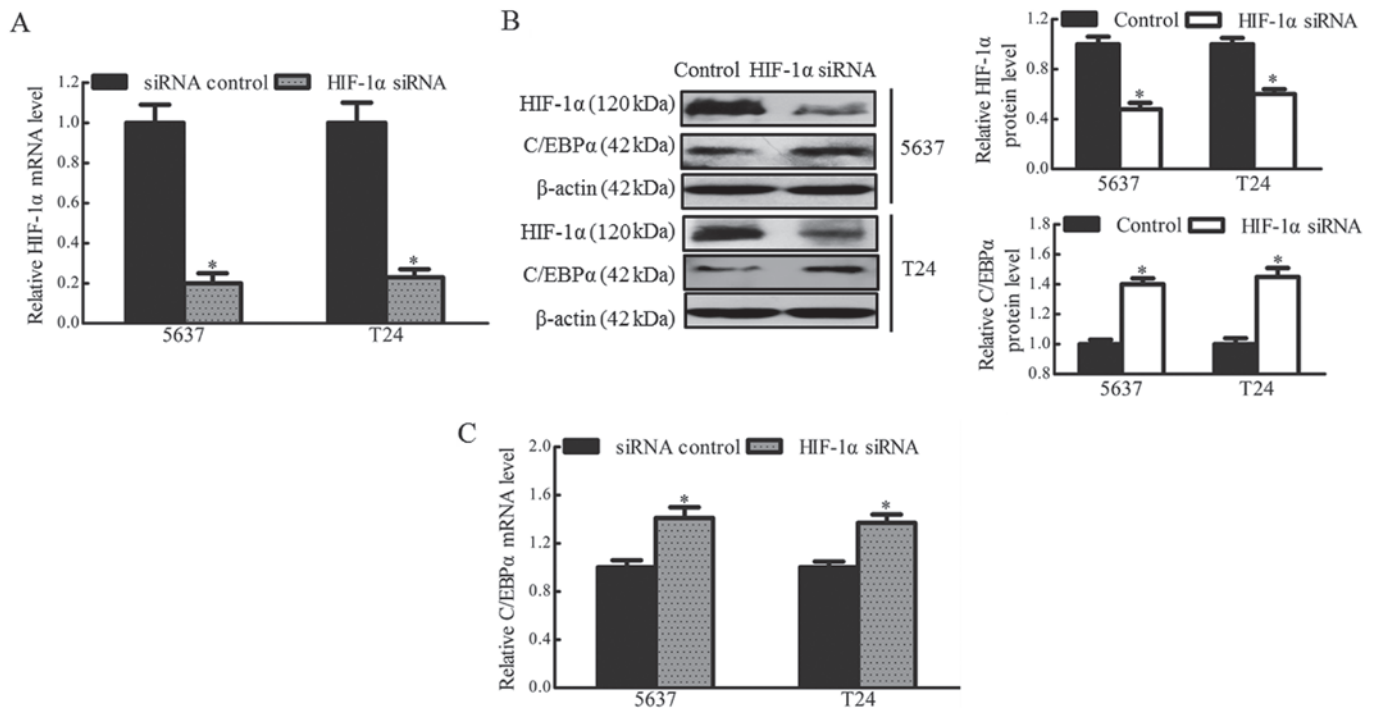 A
Relative HIF-1α mRNA level
siRNA control HIF-1α siRNA
1.2
1.0
0.8
0.6
0.4
0.2
0.0
* *
5637 T24
B
Control HIF-1α siRNA
HIF-1α (120 kDa)
C/EBPα (42 kDa)
β-actin (42 kDa)
5637
HIF-1α (120 kDa)
C/EBPα (42 kDa)
β-actin (42 kDa)
T24
Relative HIF-1α
protein level
Control HIF-1α siRNA
1.2
0.8
0.4
0.0
* *
5637 T24
Relative C/EBPα
protein level
Control HIF-1α siRNA
1.8
1.6
1.4
1.2
1.0
0.8
* *
5637 T24
C
Relative C/EBPα mRNA level
siRNA control HIF-1α siRNA
2.0
1.6
1.2
0.8
0.4
0.0
* *
5637 T24